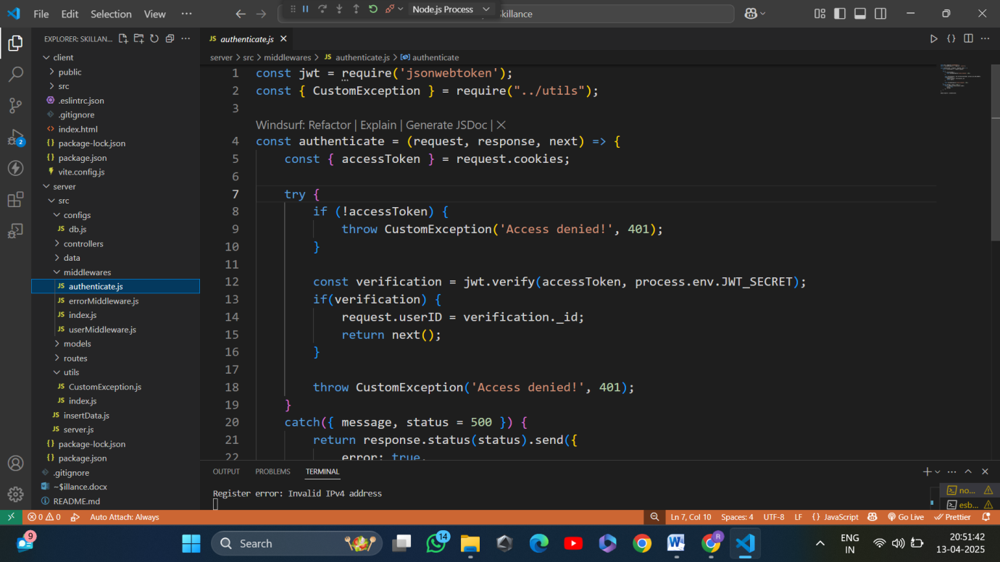 File Edit Selection View ···
Node.js Process
killance
EXPLORER: SKILLAN...
client
public
src
.eslintrc.json
.gitignore
index.html
package-lock.json
package.json
vite.config.js
server
src
configs
db.js
controllers
data
middlewares
authenticate.js
errorMiddleware.js
index.js
userMiddleware.js
models
routes
utils
CustomException.js
index.js
insertData.js
server.js
package-lock.json
package.json
.gitignore
~$illance.docx
README.md
2
JS authenticate.js
server > src > middlewares > JS authenticate.js > authenticate
1 const jwt = require('jsonwebtoken');
2 const { CustomException } = require("../utils");
3
Windsurf: Refactor | Explain | Generate JSDoc | X
4 const authenticate = (request, response, next) => {
5 const { accessToken } = request.cookies;
6
7 try {
8 if (!accessToken) {
9 throw CustomException('Access denied!', 401);
10 }
11
12 const verification = jwt.verify(accessToken, process.env.JWT_SECRET);
13 if(verification) {
14 request.userID = verification._id;
15 return next();
16 }
17
18 throw CustomException('Access denied!', 401);
19 }
20 catch({ message, status = 500 }) {
21 return response.status(status).send({
22 error: true,
OUTPUT PROBLEMS TERMINAL
Register error: Invalid IPv4 address
no...
esb...
0 0 Auto Attach: Always
Ln 7, Col 10 Spaces: 4 UTF-8 LF {} JavaScript Go Live Prettier
9
Search
14
R
ENG
IN
20:51:42
13-04-2025